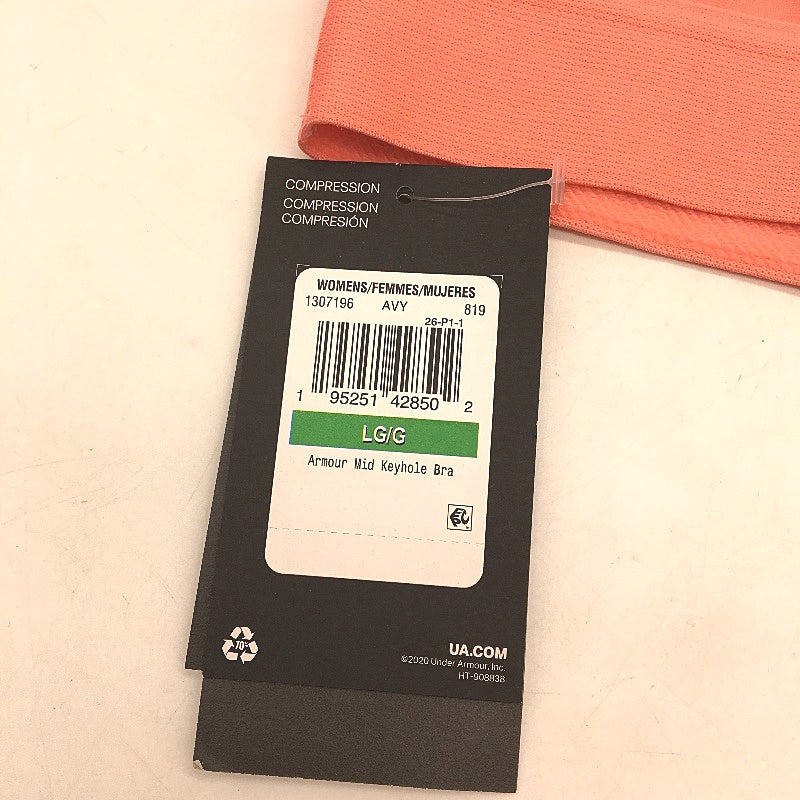 COMPRESSION
COMPRESSION
COMPRESIÓN
WOMENS/FEMMES/MUJERES
1307196 AVY 819
26-P1-1
1 95251 42850 2
LG/G
Armour Mid Keyhole Bra
70%
UA.COM
©2020 Under Armour, Inc.
HT-908838